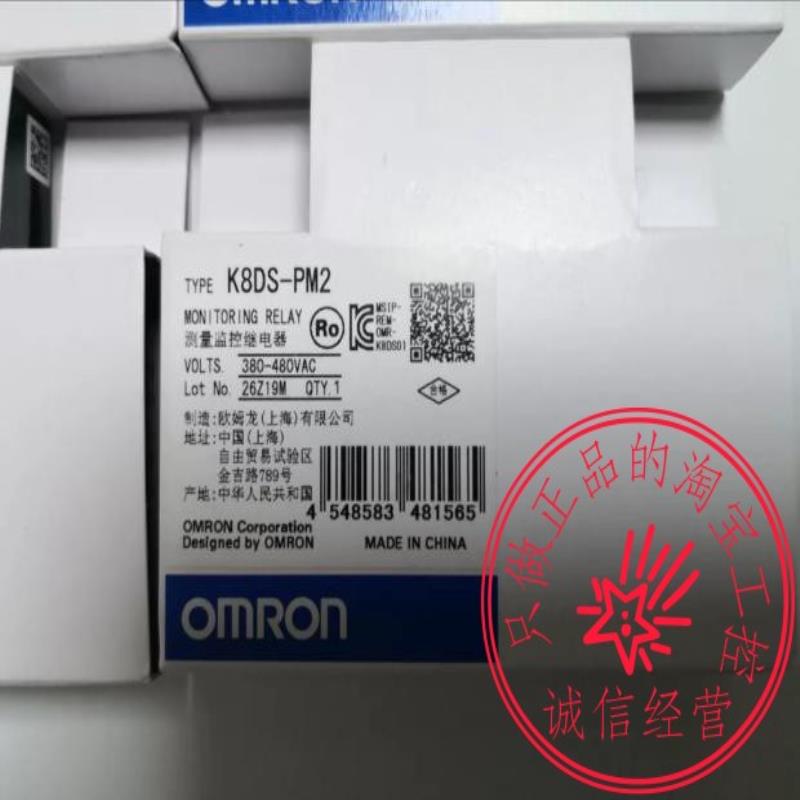 OMRON
TYPE K8DS-PM2
MONITORING RELAY
测量监控继电器
Ro
MSIP-
REM-
OMR-
K8DS01
VOLTS. 380-480VAC
Lot No. 26Z19M QTY.1
合格
制造:欧姆龙(上海)有限公司
地址:中国(上海)
自由贸易试验区
金吉路789号
产地:中华人民共和国
4 548583 481565
OMRON Corporation
Designed by OMRON
MADE IN CHINA
OMRON
只做正品的淘宝工控
诚信经营